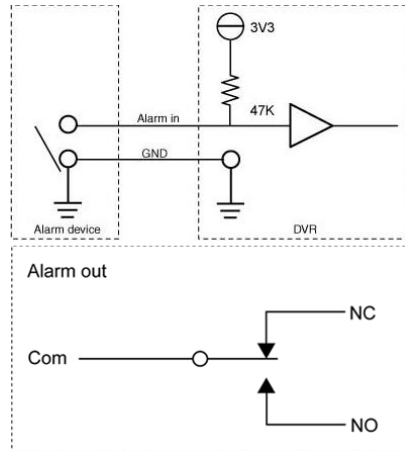 3V3
47K
Alarm in
GND
Alarm device
DVR
Alarm out
NC
Com
NO